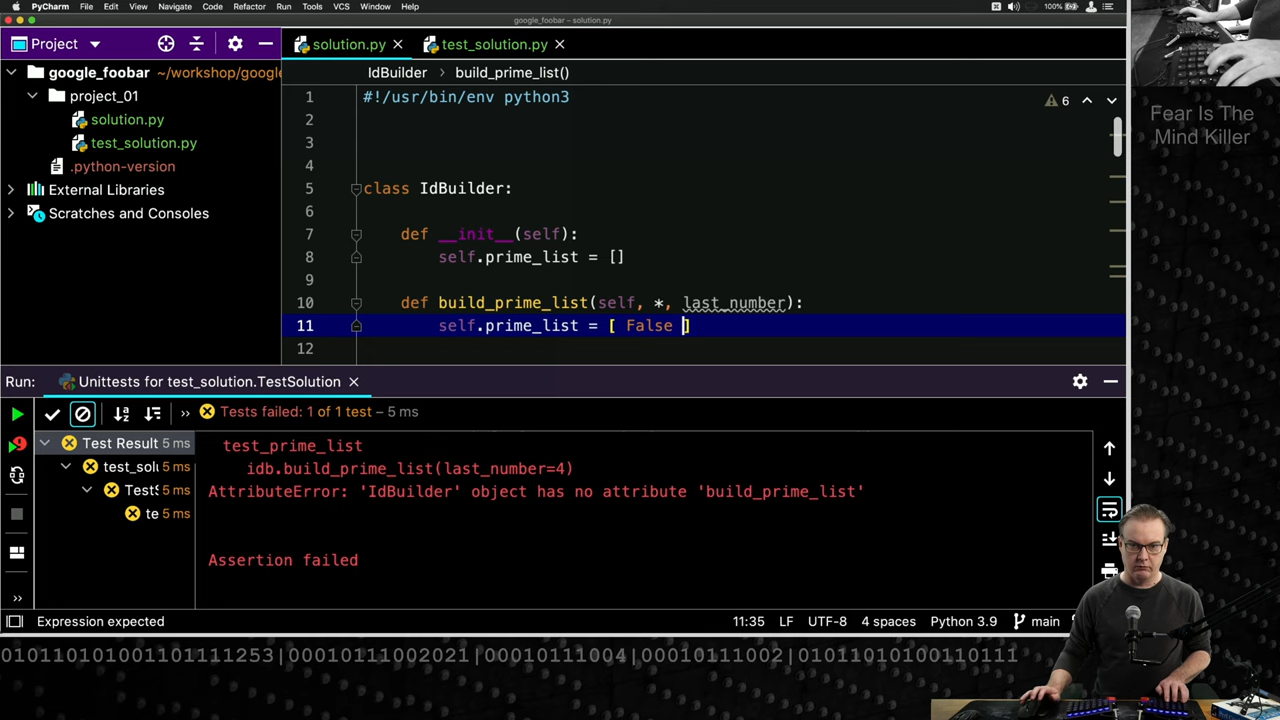 PyCharm File Edit View Navigate Code Refactor Run Tools VCS Window Help 100%
google_foobar – solution.py
Project solution.py test_solution.py
google_foobar ~/workshop/google
project_01
solution.py
test_solution.py
.python-version
External Libraries
Scratches and Consoles
IdBuilder › build_prime_list()
6
1 #!/usr/bin/env python3
2
3
4
5 class IdBuilder:
6
7 def __init__(self):
8 self.prime_list = []
9
10 def build_prime_list(self, *, last_number):
11 self.prime_list = [ False ]
12
Fear Is The
Mind Killer
Run: Unittests for test_solution.TestSolution
Tests failed: 1 of 1 test – 5 ms
Test Result 5 ms
test_solu 5 ms
TestS 5 ms
te 5 ms
test_prime_list
idb.build_prime_list(last_number=4)
AttributeError: 'IdBuilder' object has no attribute 'build_prime_list'
Assertion failed
Expression expected 11:35 LF UTF-8 4 spaces Python 3.9 main
0101101010011011111253|00010111002021|00010111004|00010111002|01011010100110111